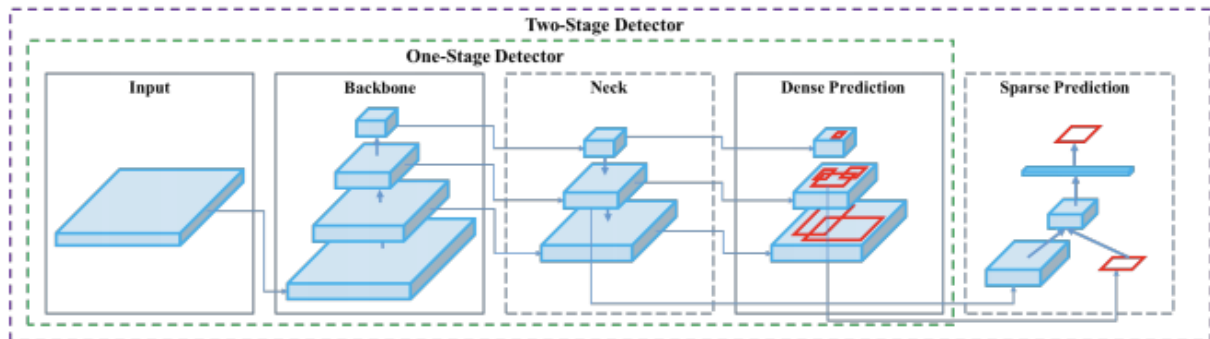 Two-Stage Detector
One-Stage Detector
Input
Backbone
Neck
Dense Prediction
Sparse Prediction